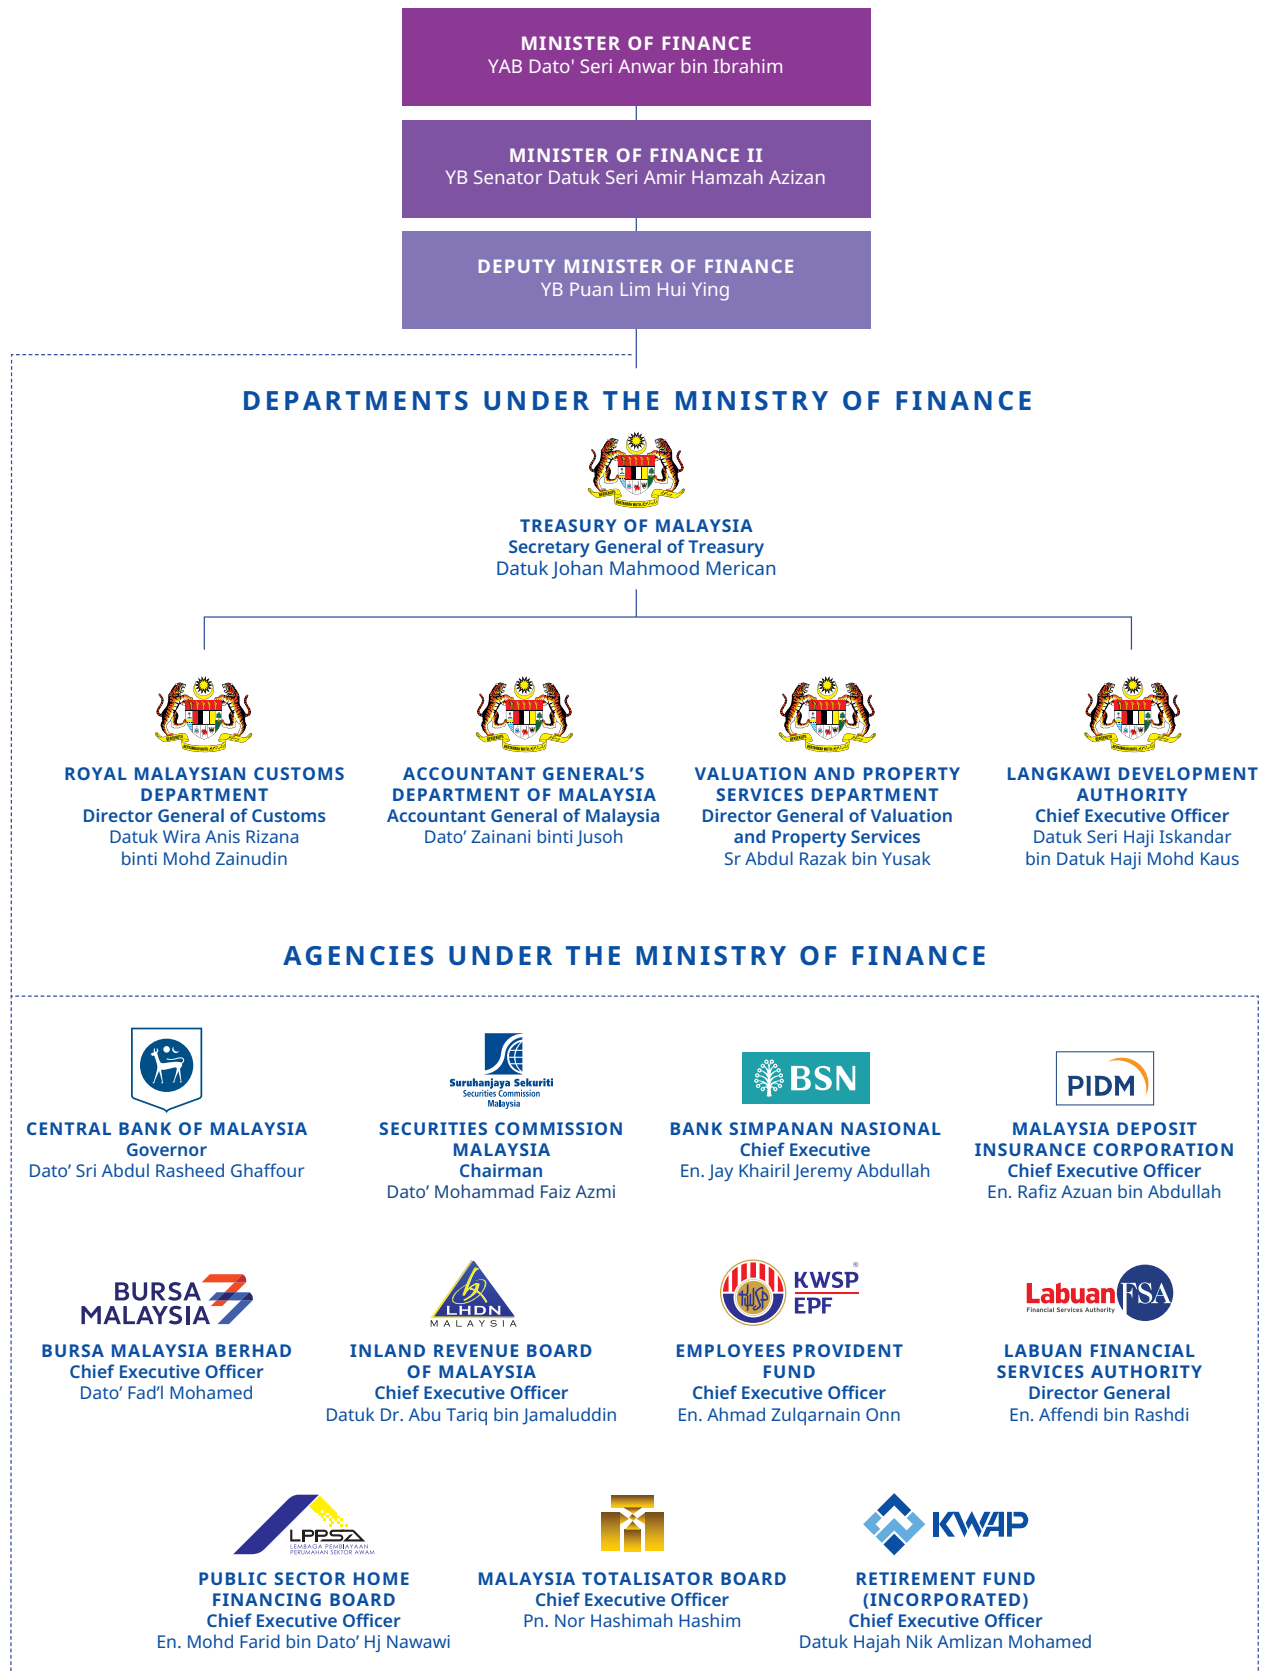 MINISTER OF FINANCE
YAB Dato' Seri Anwar bin Ibrahim
MINISTER OF FINANCE II
YB Senator Datuk Seri Amir Hamzah Azizan
DEPUTY MINISTER OF FINANCE
YB Puan Lim Hui Ying
DEPARTMENTS UNDER THE MINISTRY OF FINANCE
TREASURY OF MALAYSIA
Secretary General of Treasury
Datuk Johan Mahmood Merican
ROYAL MALAYSIAN CUSTOMS
DEPARTMENT
Director General of Customs
Datuk Wira Anis Rizana
binti Mohd Zainudin
ACCOUNTANT GENERAL’S
DEPARTMENT OF MALAYSIA
Accountant General of Malaysia
Dato’ Zainani binti Jusoh
VALUATION AND PROPERTY
SERVICES DEPARTMENT
Director General of Valuation
and Property Services
Sr Abdul Razak bin Yusak
LANGKAWI DEVELOPMENT
AUTHORITY
Chief Executive Officer
Datuk Seri Haji Iskandar
bin Datuk Haji Mohd Kaus
AGENCIES UNDER THE MINISTRY OF FINANCE
CENTRAL BANK OF MALAYSIA
Governor
Dato’ Sri Abdul Rasheed Ghaffour
Suruhanjaya Sekuriti
Securities Commission
Malaysia
SECURITIES COMMISSION
MALAYSIA
Chairman
Dato’ Mohammad Faiz Azmi
BSN
BANK SIMPANAN NASIONAL
Chief Executive
En. Jay Khairil Jeremy Abdullah
PIDM
MALAYSIA DEPOSIT
INSURANCE CORPORATION
Chief Executive Officer
En. Rafiz Azuan bin Abdullah
BURSA
MALAYSIA
BURSA MALAYSIA BERHAD
Chief Executive Officer
Dato’ Fad’l Mohamed
LHDN
MALAYSIA
INLAND REVENUE BOARD
OF MALAYSIA
Chief Executive Officer
Datuk Dr. Abu Tariq bin Jamaluddin
KWSP
EPF
EMPLOYEES PROVIDENT
FUND
Chief Executive Officer
En. Ahmad Zulqarnain Onn
Labuan FSA
Financial Services Authority
LABUAN FINANCIAL
SERVICES AUTHORITY
Director General
En. Affendi bin Rashdi
LPPSA
LEMBAGA PEMBIAYAAN
PERUMAHAN SEKTOR AWAM
PUBLIC SECTOR HOME
FINANCING BOARD
Chief Executive Officer
En. Mohd Farid bin Dato’ Hj Nawawi
MALAYSIA TOTALISATOR BOARD
Chief Executive Officer
Pn. Nor Hashimah Hashim
KWAP
RETIREMENT FUND
(INCORPORATED)
Chief Executive Officer
Datuk Hajah Nik Amlizan Mohamed